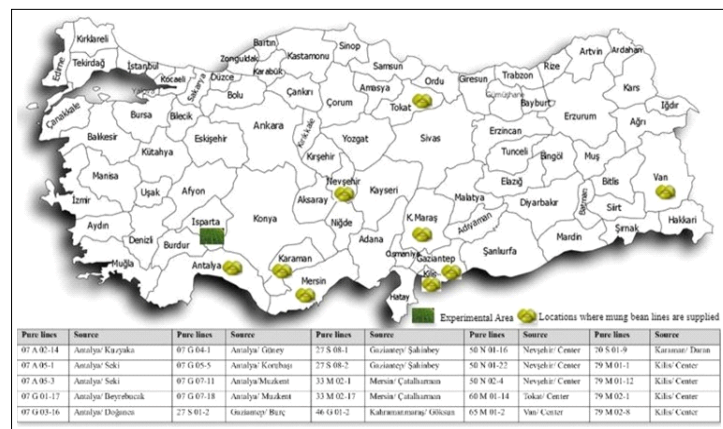 Kırklareli
Edirne
Tekirdağ
İstanbul
Kocaeli
Yalova
Sakarya
Düzce
Zonguldak
Bartın
Karabük
Kastamonu
Sinop
Samsun
Ordu
Giresun
Trabzon
Rize
Artvin
Ardahan
Çanakkale
Bursa
Bilecik
Bolu
Çankırı
Çorum
Amasya
Tokat
Gümüşhane
Bayburt
Erzurum
Kars
Iğdır
Balıkesir
Kütahya
Eskişehir
Ankara
Kırıkkale
Yozgat
Sivas
Erzincan
Ağrı
Manisa
Uşak
Afyon
Kırşehir
Nevşehir
Kayseri
Tunceli
Bingöl
Muş
Van
İzmir
Aydın
Denizli
Isparta
Konya
Aksaray
Niğde
Malatya
Elazığ
Diyarbakır
Batman
Bitlis
Siirt
Hakkari
Muğla
Burdur
Antalya
Karaman
Mersin
Adana
K.Maraş
Adıyaman
Osmaniye
Gaziantep
Kilis
Hatay
Şanlıurfa
Mardin
Şırnak
Experimental Area Locations where mung bean lines are supplied
Pure lines Source Pure lines Source Pure lines Source Pure lines Source Pure lines Source
07 A 02-14 Antalya/ Kuzyaka 07 G 04-1 Antalya/ Güney 27 S 08-1 Gaziantep/ Şahinbey 50 N 01-16 Nevşehir/ Center 70 S 01-9 Karaman/ Duran
07 A 05-1 Antalya/ Seki 07 G 05-5 Antalya/ Karabaşı 27 S 08-2 Gaziantep/ Şahinbey 50 N 01-22 Nevşehir/ Center 79 M 01-1 Kilis/ Center
07 A 05-3 Antalya/ Seki 07 G 07-11 Antalya/Muzkent 33 M 02-1 Mersin/ Çatalharman 50 N 02-4 Nevşehir/ Center 79 M 01-12 Kilis/ Center
07 G 01-17 Antalya/ Beyrebucak 07 G 07-18 Antalya/ Muzkent 33 M 02-17 Mersin/ Çatalharman 60 M 01-14 Tokat/ Center 79 M 02-1 Kilis/ Center
07 G 03-16 Antalya/ Doğanca 27 S 01-2 Gaziantep/ Burç 46 G 01-2 Kahramanmaraş/ Göksun 65 M 01-2 Van/ Center 79 M 02-8 Kilis/ Center